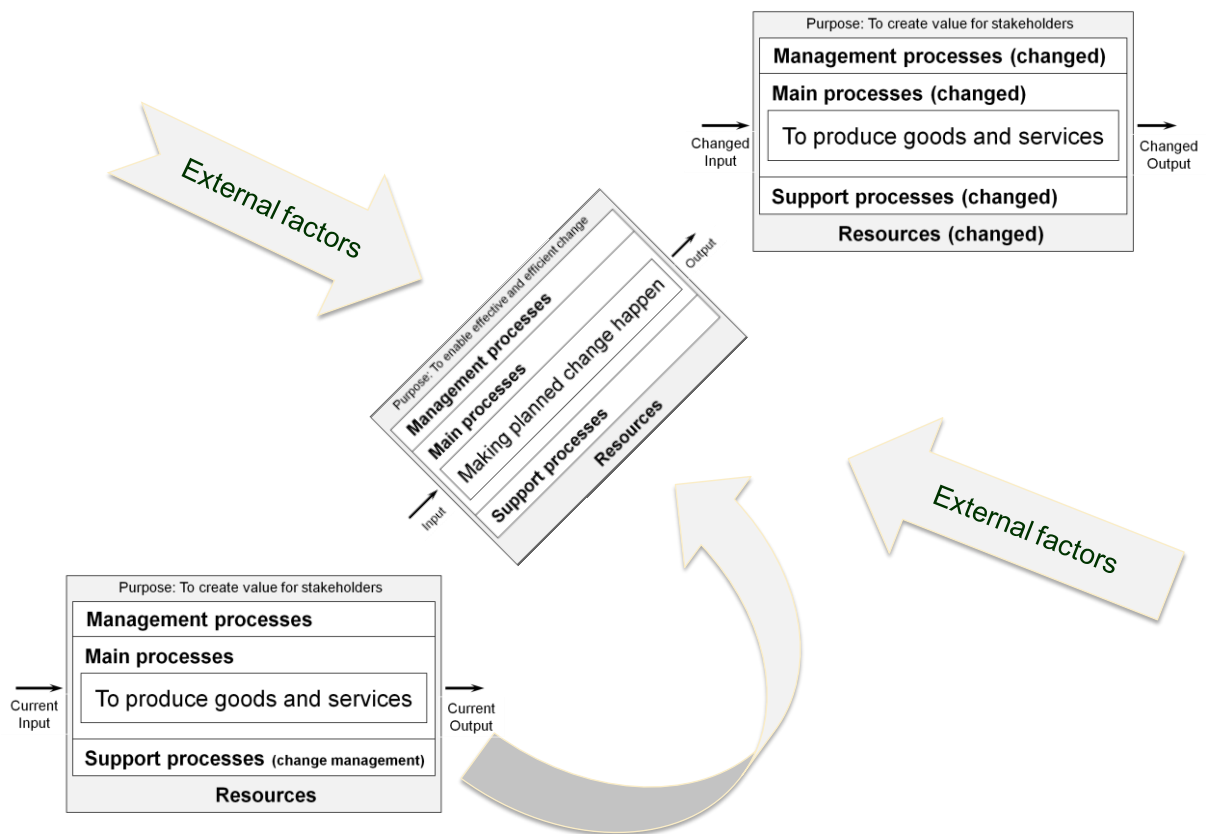 Purpose: To create value for stakeholders
Management processes (changed)
Main processes (changed)
To produce goods and services
Changed
Input
Changed
Output
Support processes (changed)
Resources (changed)
External factors
Purpose: To enable effective and efficient change
Management processes
Main processes
Making planned change happen
Support processes
Resources
Input
Output
External factors
Purpose: To create value for stakeholders
Management processes
Main processes
To produce goods and services
Current
Input
Current
Output
Support processes (change management)
Resources